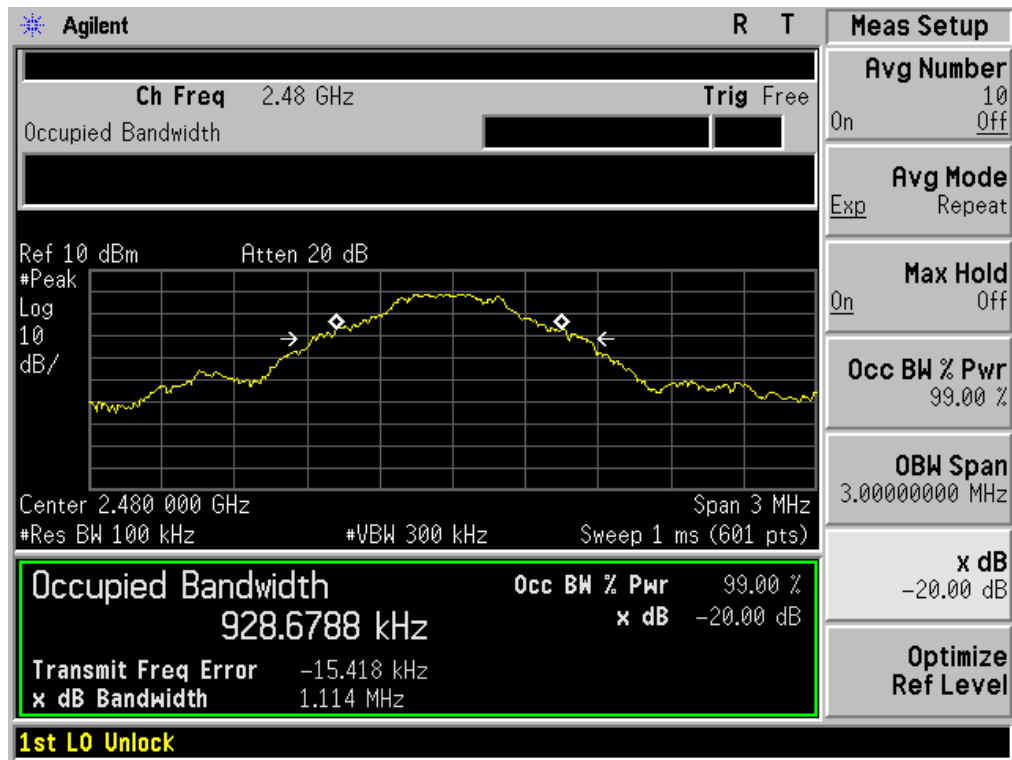 Agilent R T Meas Setup
Ch Freq 2.48 GHz Trig Free
Occupied Bandwidth
Ref 10 dBm Atten 20 dB
#Peak
Log
10
dB/
Center 2.480 000 GHz Span 3 MHz
#Res BW 100 kHz #VBW 300 kHz Sweep 1 ms (601 pts)
Occupied Bandwidth Occ BW % Pwr 99.00 %
928.6788 kHz x dB -20.00 dB
Transmit Freq Error -15.418 kHz
x dB Bandwidth 1.114 MHz
1st LO Unlock
Avg Number
10
On Off
Avg Mode
Exp Repeat
Max Hold
On Off
Occ BW % Pwr
99.00 %
OBW Span
3.00000000 MHz
x dB
-20.00 dB
Optimize
Ref Level